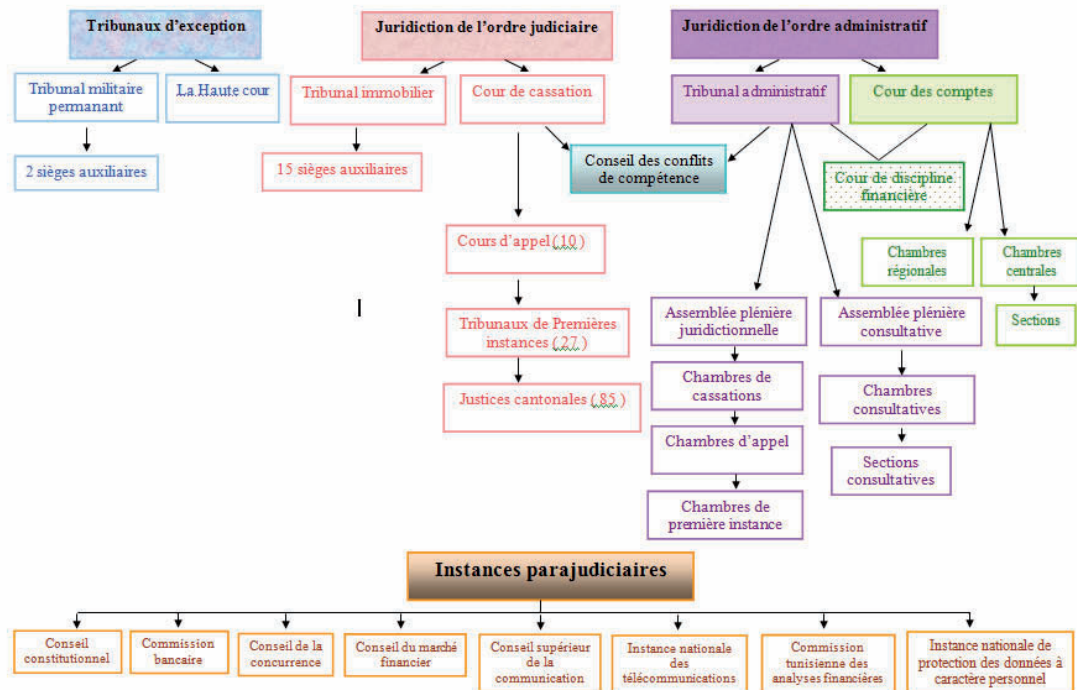 Tribunaux d'exception
Juridiction de l'ordre judiciaire
Juridiction de l'ordre administratif
Tribunal militaire
permanant
La Haute cour
Tribunal immobilier
Cour de cassation
Tribunal administratif
Cour des comptes
2 sièges auxiliaires
15 sièges auxiliaires
Conseil des conflits
de compétence
Cour de discipline
financière
Cours d'appel ( 10 )
Chambres
régionales
Chambres
centrales
Tribunaux de Premières
instances ( 27 )
Assemblée plénière
juridictionnelle
Assemblée plénière
consultative
Sections
Justices cantonales ( 85 )
Chambres de
cassations
Chambres
consultatives
Chambres d'appel
Sections
consultatives
Chambres de
première instance
Instances parajudiciaires
Conseil
constitutionnel
Commission
bancaire
Conseil de la
concurrence
Conseil du marché
financier
Conseil supérieur
de la
communication
Instance nationale
des
télécommunications
Commission
tunisienne des
analyses financières
Instance nationale de
protection des données à
caractère personnel